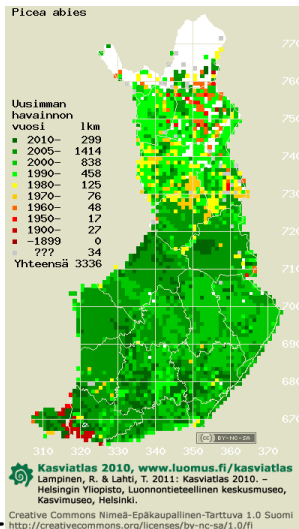 Picea abies
Uusimman
havainnon
vuosi lkm
2010– 299
2005– 1414
2000– 838
1990– 458
1980– 125
1970– 76
1960– 48
1950– 17
1900– 27
–1899 0
??? 34
Yhteensä 3336
770
760
750
740
730
720
710
700
690
680
670
310 320 330 340 350 360 370
CC BY-NC-SA
Kasviatlas 2010, www.luomus.fi/kasviatlas
Lampinen, R. & Lahti, T. 2011: Kasviatlas 2010. –
Helsingin Yliopisto, Luonnontieteellinen keskusmuseo,
Kasvimuseo, Helsinki.
Creative Commons Nimeä-Epäkaupallinen-Tarttuva 1.0 Suomi
http://creativecommons.org/licenses/by-nc-sa/1.0/fi